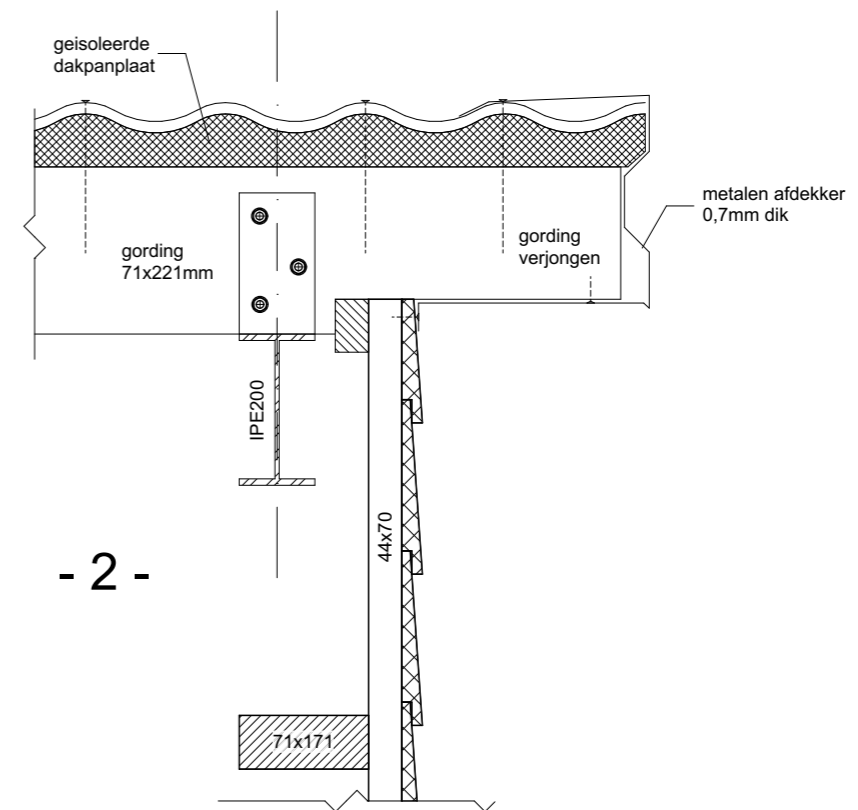 geisoleerde
dakpanplaat
metalen afdekker
0,7mm dik
gording
71x221mm
gording
verjongen
IPE200
44x70
- 2 -
71x171